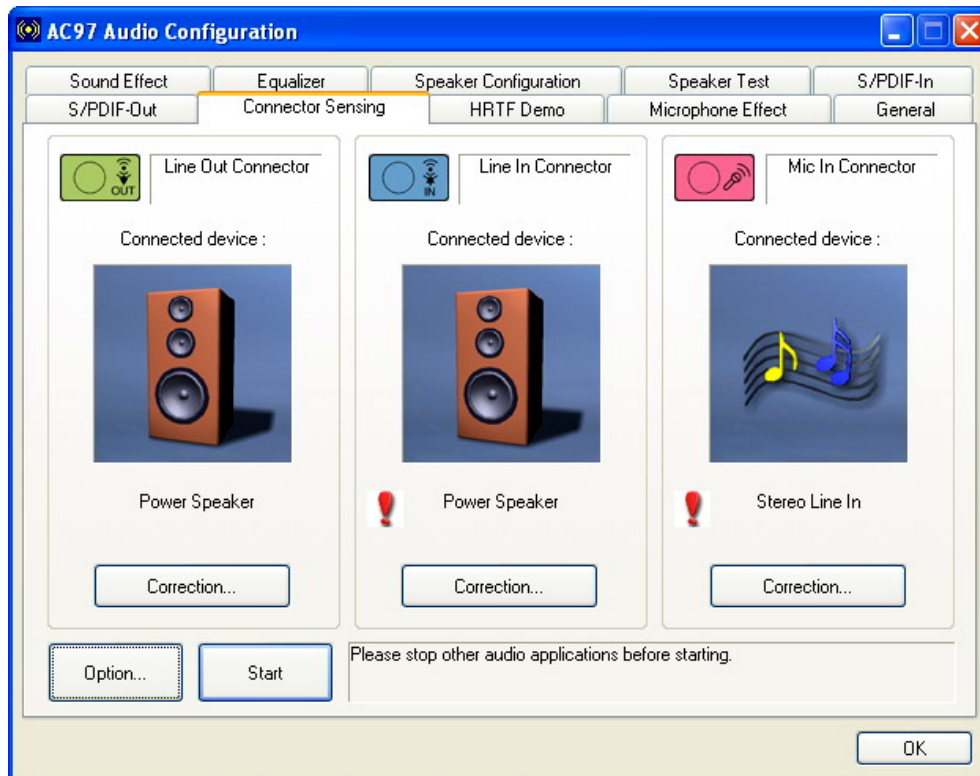 AC97 Audio Configuration
Sound Effect
Equalizer
Speaker Configuration
Speaker Test
S/PDIF-In
S/PDIF-Out
Connector Sensing
HRTF Demo
Microphone Effect
General
OUT
Line Out Connector
IN
Line In Connector
Mic In Connector
Connected device :
Connected device :
Connected device :
Power Speaker
Power Speaker
Stereo Line In
Correction...
Correction...
Correction...
Option...
Start
Please stop other audio applications before starting.
OK